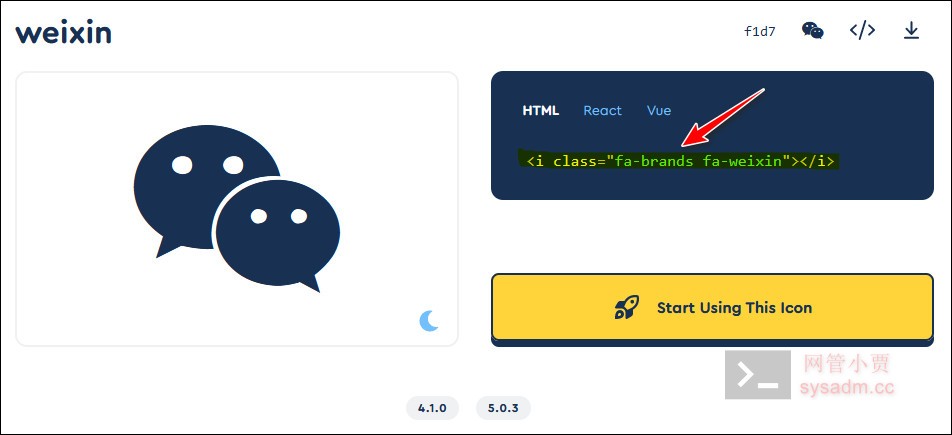 weixin
f1d7
HTML React Vue
<i class="fa-brands fa-weixin"></i>
Start Using This Icon
网管小贾
sysadm.cc
4.1.0 5.0.3